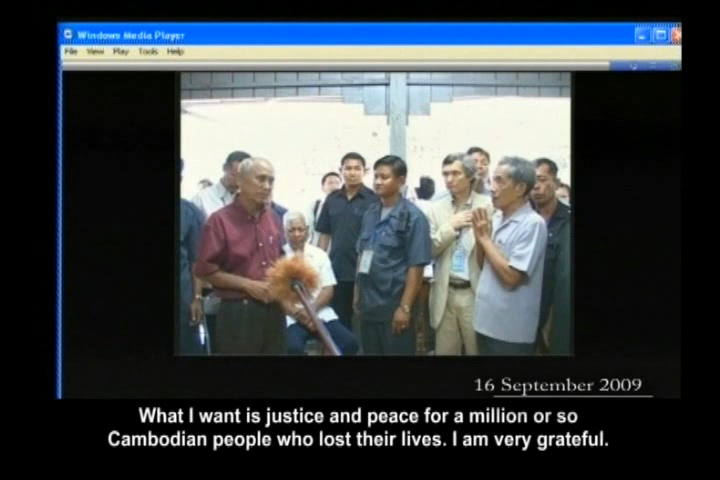 Windows Media Player
File View Play Tools Help
16 September 2009
What I want is justice and peace for a million or so
Cambodian people who lost their lives. I am very grateful.